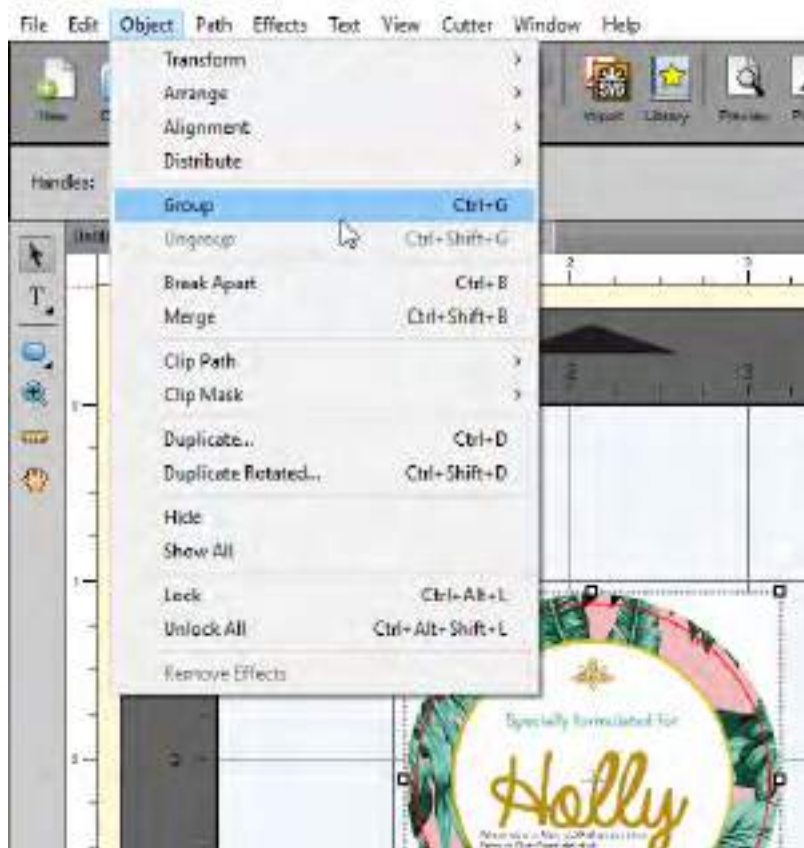 File Edit Object Path Effects Text View Cutter Window Help
Transform
Arrange
Alignment
Distribute
New
Import Library Preview
Handles:
Group Ctrl+G
Ungroup Ctrl+Shift+G
Break Apart Ctrl+B
Merge Ctrl+Shift+B
Clip Path
Clip Mask
Duplicate... Ctrl+D
Duplicate Rotated... Ctrl+Shift+D
Hide
Show All
Lock Ctrl+Alt+L
Unlock All Ctrl+Alt+Shift+L
Remove Effects
Specially formulated for
Holly